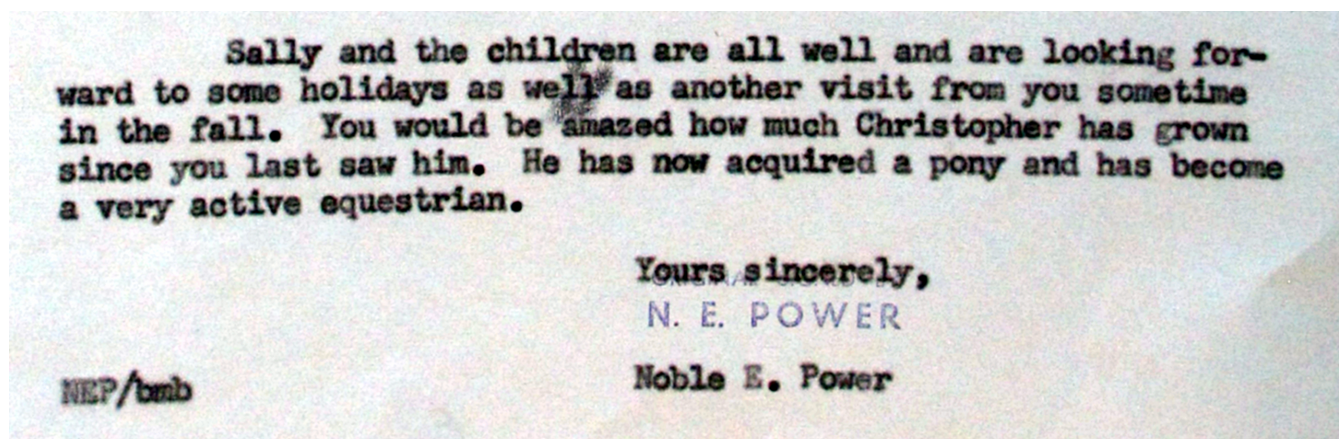 Sally and the children are all well and are looking for-
ward to some holidays as well as another visit from you sometime
in the fall. You would be amazed how much Christopher has grown
since you last saw him. He has now acquired a pony and has become
a very active equestrian.
Yours sincerely,
N. E. POWER
Noble E. Power
NEP/bmb